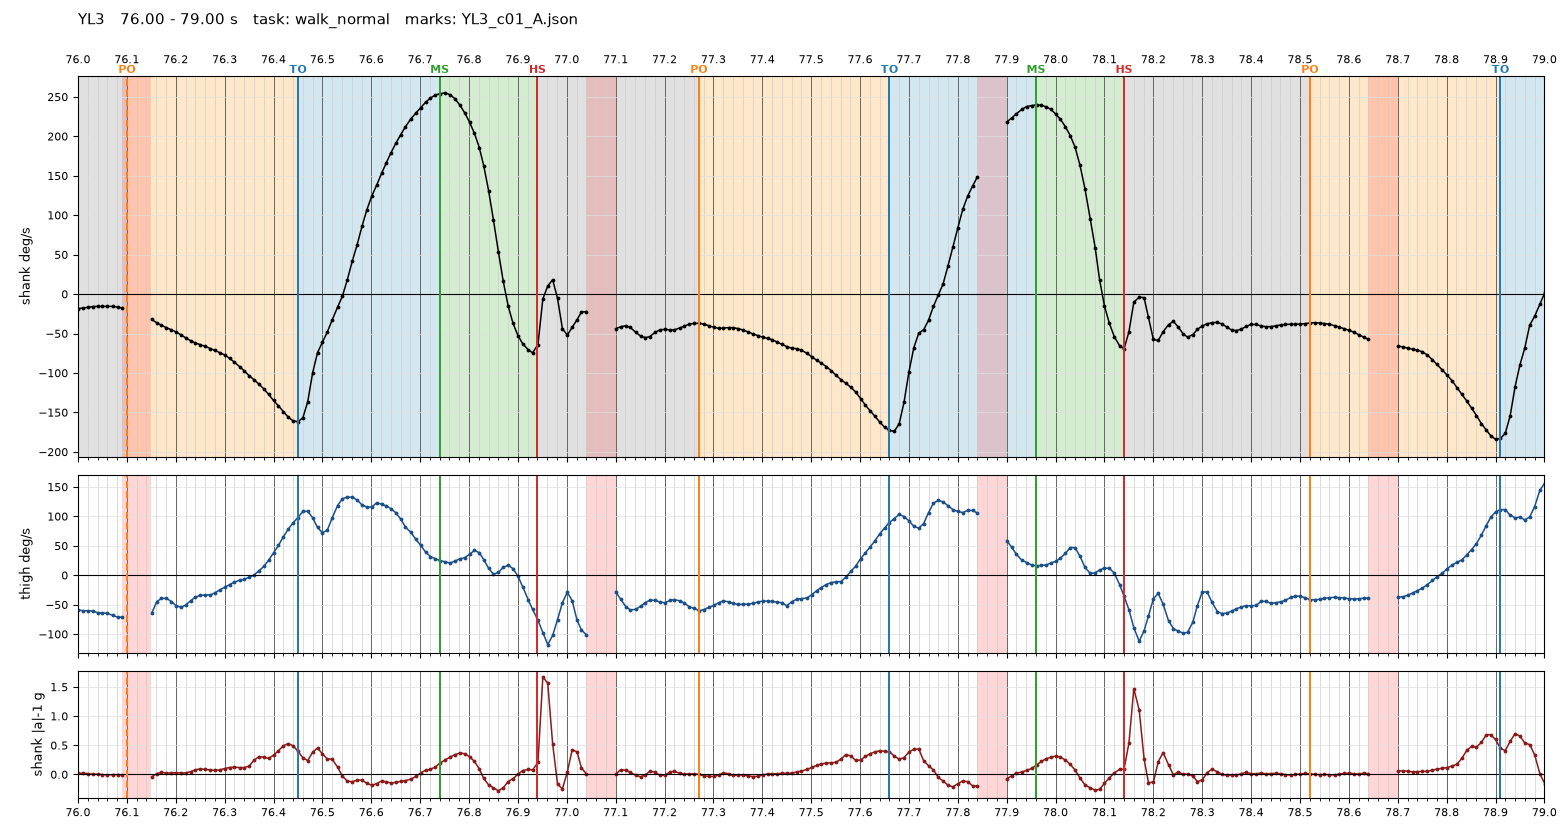 YL3   76.00 - 79.00 s   task: walk_normal   marks: YL3_c01_A.json
76.0 76.1 76.2 76.3 76.4 76.5 76.6 76.7 76.8 76.9 77.0 77.1 77.2 77.3 77.4 77.5 77.6 77.7 77.8 77.9 78.0 78.1 78.2 78.3 78.4 78.5 78.6 78.7 78.8 78.9 79.0
PO TO MS HS PO TO MS HS PO TO
250
200
150
100
50
0
−50
−100
−150
−200
shank deg/s
150
100
50
0
−50
−100
thigh deg/s
1.5
1.0
0.5
0.0
shank |a|-1 g
76.0 76.1 76.2 76.3 76.4 76.5 76.6 76.7 76.8 76.9 77.0 77.1 77.2 77.3 77.4 77.5 77.6 77.7 77.8 77.9 78.0 78.1 78.2 78.3 78.4 78.5 78.6 78.7 78.8 78.9 79.0